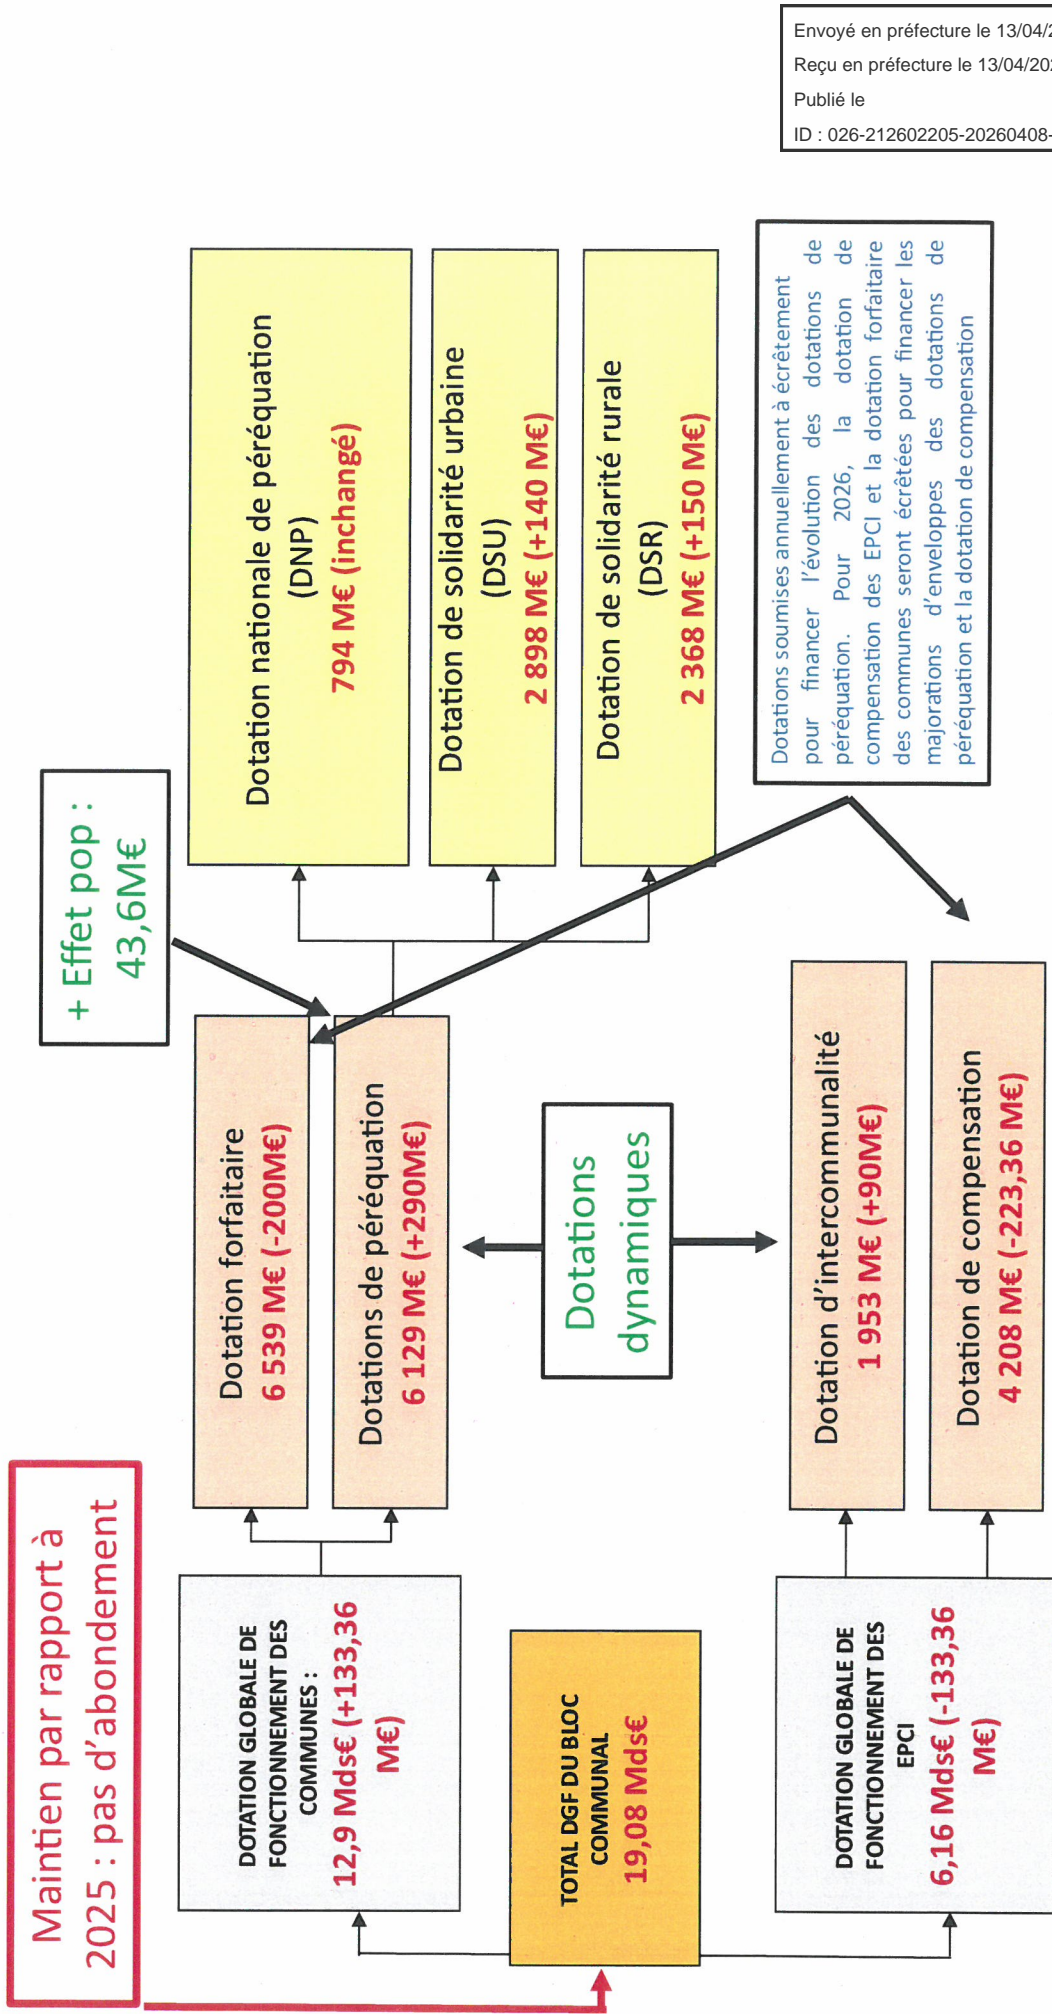 Envoyé en préfecture le 13/04/2
Reçu en préfecture le 13/04/202
Publié le
ID : 026-212602205-20260408-
Maintien par rapport à
2025 : pas d'abondement
+ Effet pop :
43,6M€
DOTATION GLOBALE DE
FONCTIONNEMENT DES
COMMUNES :
12,9 Mds€ (+133,36
M€)
Dotation forfaitaire
6 539 M€ (-200M€)
Dotations de péréquation
6 129 M€ (+290M€)
Dotation nationale de péréquation
(DNP)
794 M€ (inchangé)
Dotation de solidarité urbaine
(DSU)
2 898 M€ (+140 M€)
Dotation de solidarité rurale
(DSR)
2 368 M€ (+150 M€)
TOTAL DGF DU BLOC
COMMUNAL
19,08 Mds€
Dotations
dynamiques
DOTATION GLOBALE DE
FONCTIONNEMENT DES
EPCI
6,16 Mds€ (-133,36
M€)
Dotation d'intercommunalité
1 953 M€ (+90M€)
Dotation de compensation
4 208 M€ (-223,36 M€)
Dotations soumises annuellement à écrêtement
pour financer l'évolution des dotations de
péréquation. Pour 2026, la dotation de
compensation des EPCI et la dotation forfaitaire
des communes seront écrêtées pour financer les
majorations d'enveloppes des dotations de
péréquation et la dotation de compensation